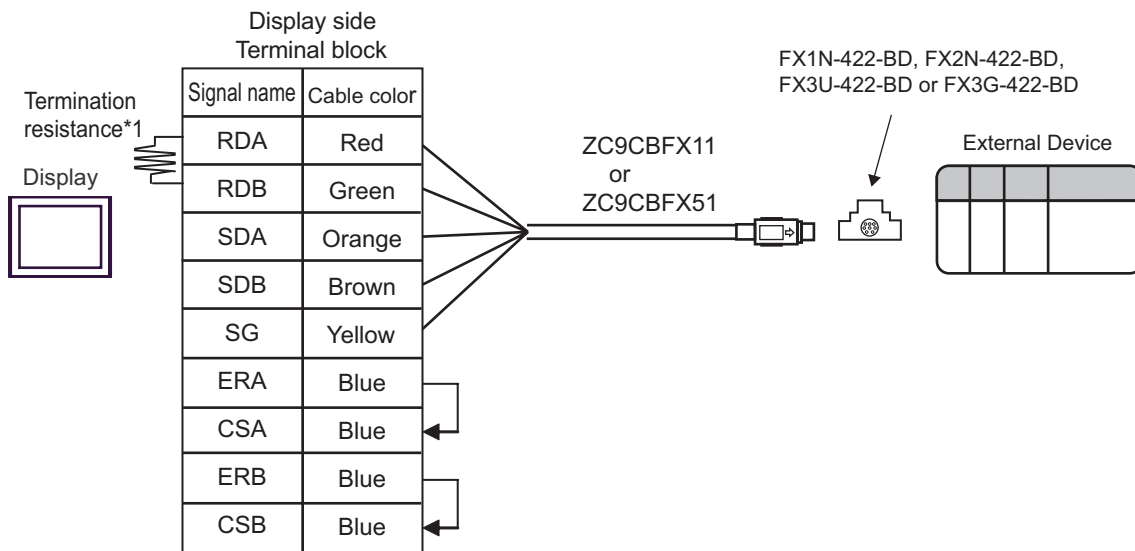 Display side
Terminal block
Signal name Cable color
RDA Red
RDB Green
SDA Orange
SDB Brown
SG Yellow
ERA Blue
CSA Blue
ERB Blue
CSB Blue
Termination
resistance*1
Display
ZC9CBFX11
or
ZC9CBFX51
FX1N-422-BD, FX2N-422-BD,
FX3U-422-BD or FX3G-422-BD
External Device